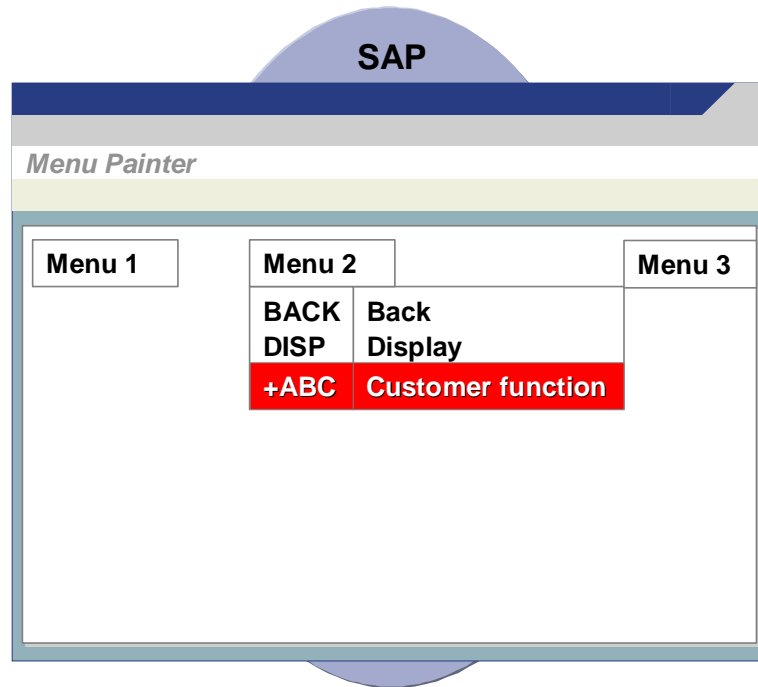 SAP
Menu Painter
Menu 1 Menu 2 Menu 3
BACK Back
DISP Display
+ABC Customer function